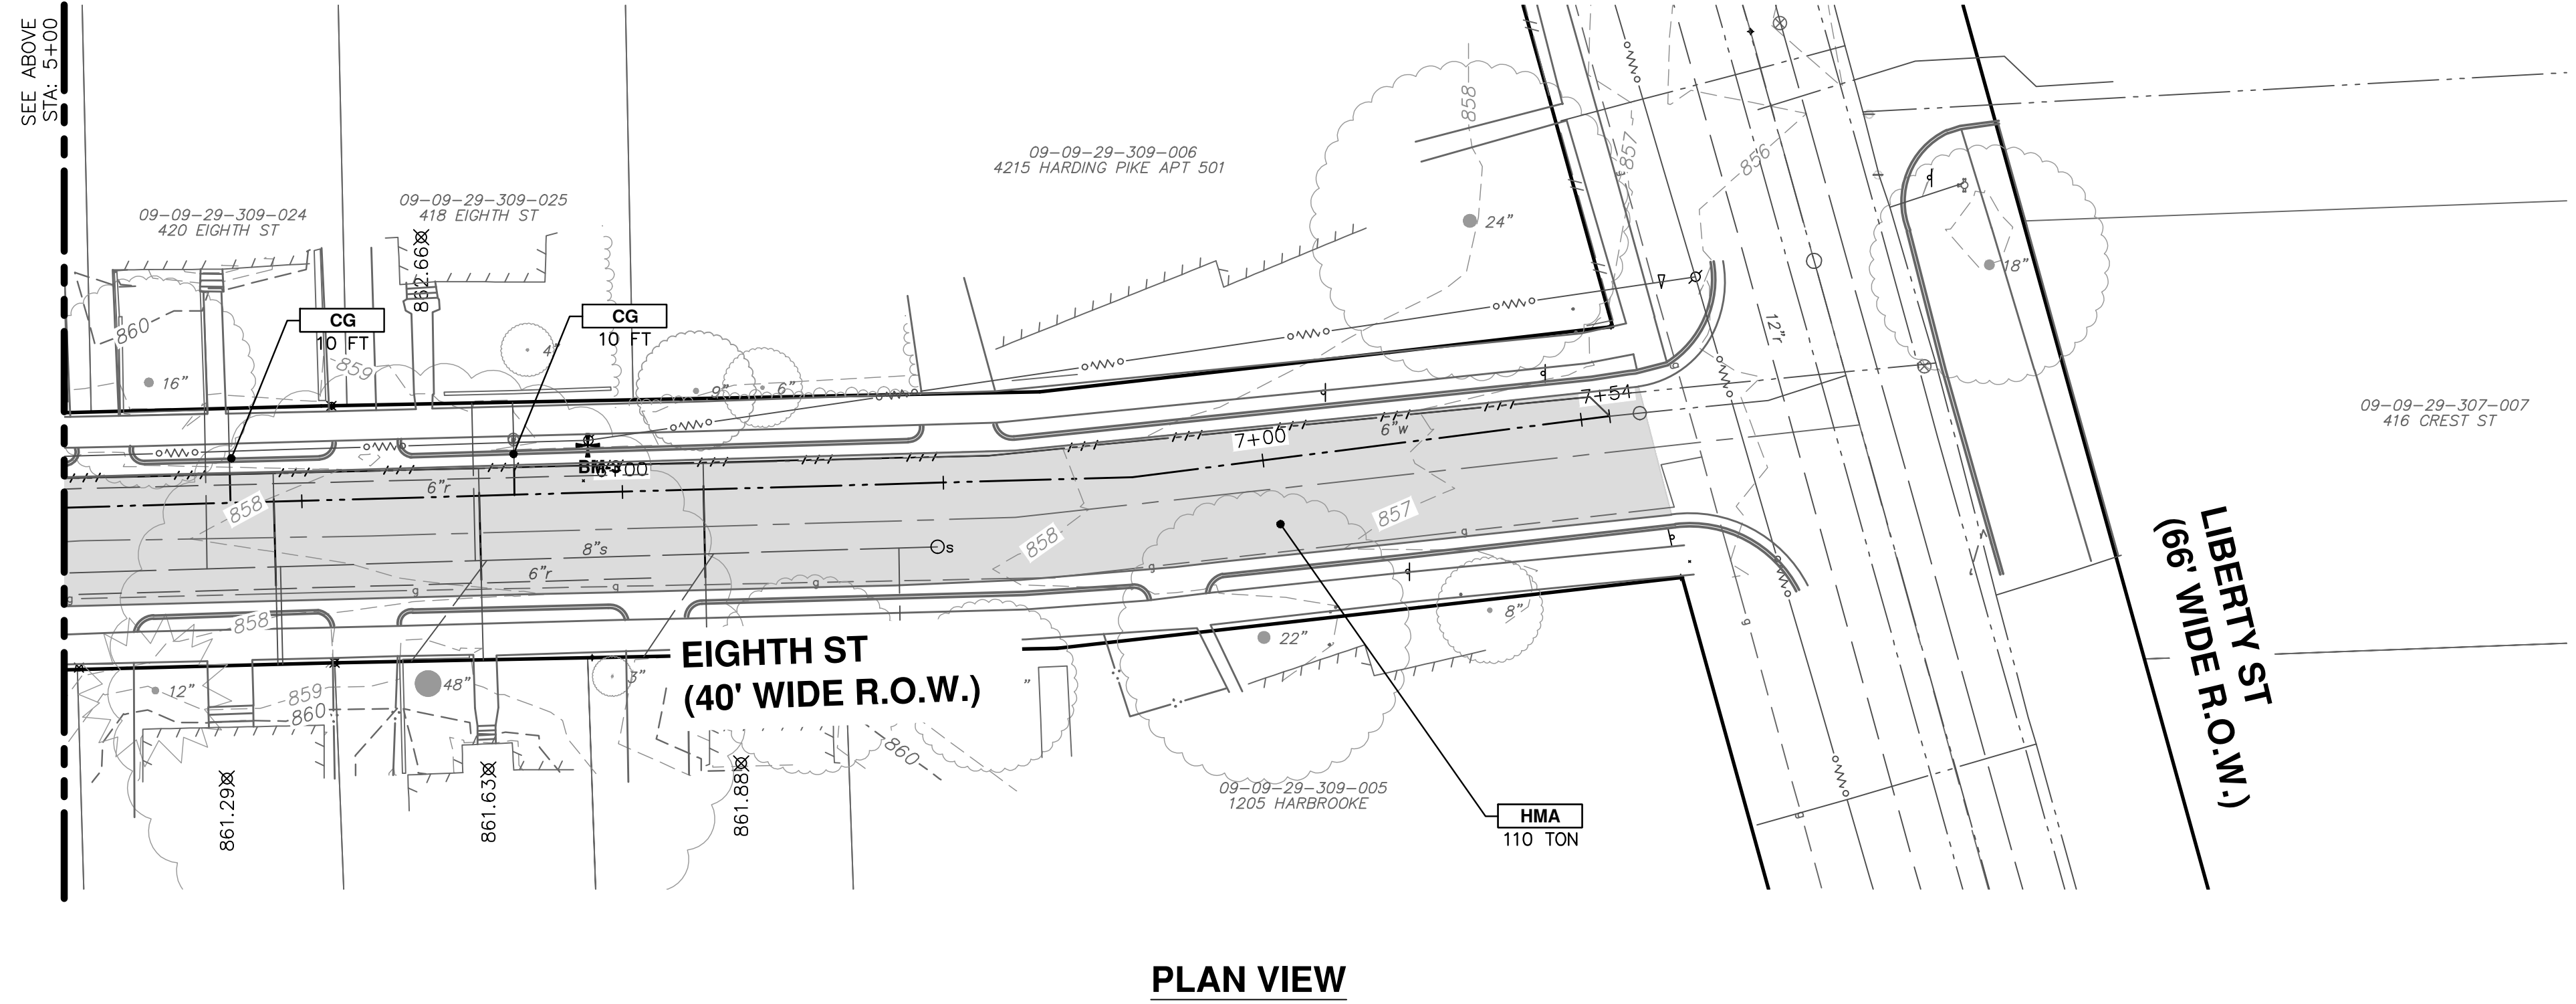 SEE ABOVE
STA: 5+00
09-09-29-309-024
420 EIGHTH ST
09-09-29-309-025
418 EIGHTH ST
862.66
09-09-29-309-006
4215 HARDING PIKE APT 501
858
857
856
24"
18"
860
CG
10 FT
CG
10 FT
859
16"
4"
9"
6"
12"r
7+54
7+00
6"w
09-09-29-307-007
416 CREST ST
BM-3
6+00
6"r
858
8"s
s
6"r
858
857
g
g
g
g
g
g
g
g
858
LIBERTY ST
(66' WIDE R.O.W.)
EIGHTH ST
(40' WIDE R.O.W.)
12"
859
860
48"
3"
"
22"
8"
860
861.29
861.63
861.88
09-09-29-309-005
1205 HARBROOKE
HMA
110 TON
PLAN VIEW